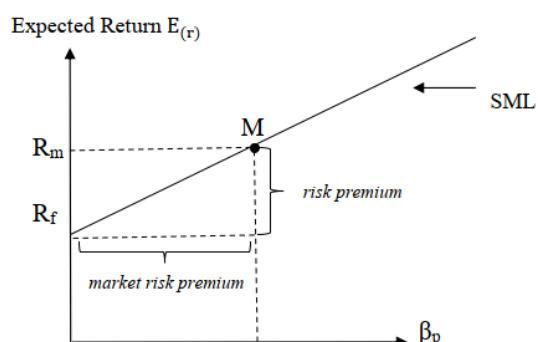 Expected Return E(r)
SML
M
Rm
risk premium
Rf
market risk premium
βp